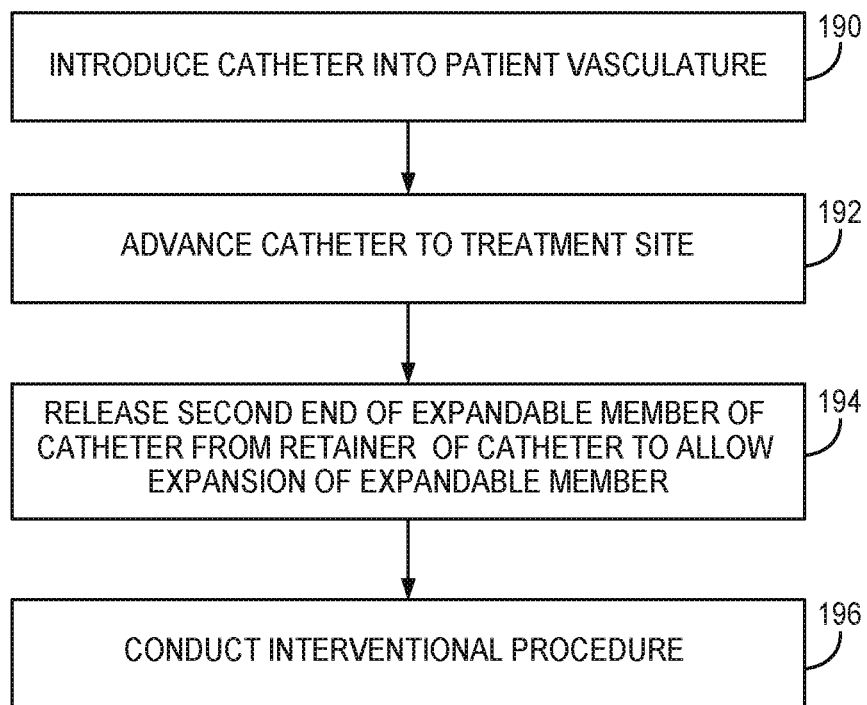 190
INTRODUCE CATHETER INTO PATIENT VASCULATURE
192
ADVANCE CATHETER TO TREATMENT SITE
194
RELEASE SECOND END OF EXPANDABLE MEMBER OF
CATHETER FROM RETAINER OF CATHETER TO ALLOW
EXPANSION OF EXPANDABLE MEMBER
196
CONDUCT INTERVENTIONAL PROCEDURE